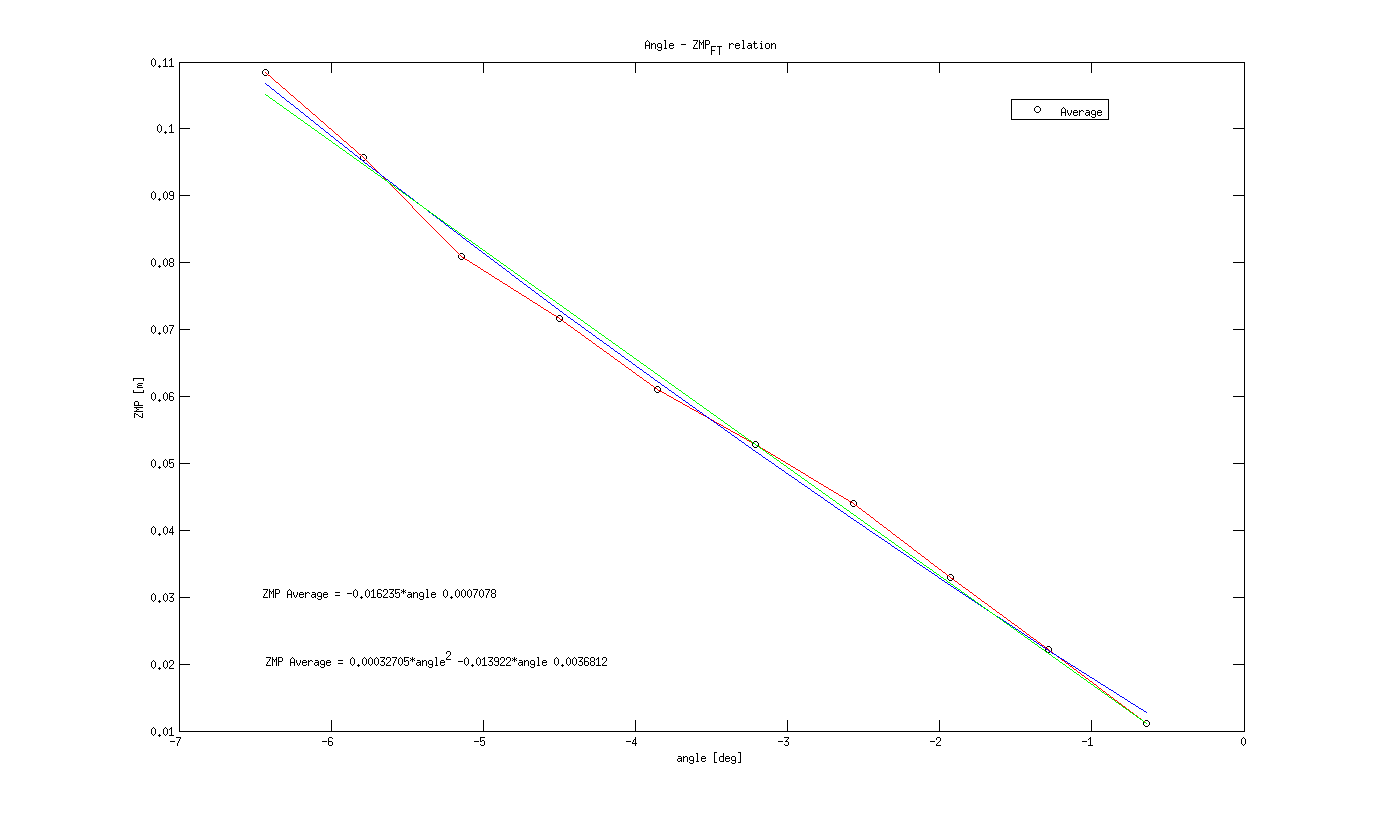 Angle - ZMP_FT relation
0.11
0.1
0.09
0.08
0.07
0.06
0.05
0.04
0.03
0.02
0.01
ZMP [m]
Average
ZMP Average = -0.016235*angle 0.0007078
ZMP Average = 0.00032705*angle^2 -0.013922*angle 0.0036812
-7 -6 -5 -4 -3 -2 -1 0
angle [deg]